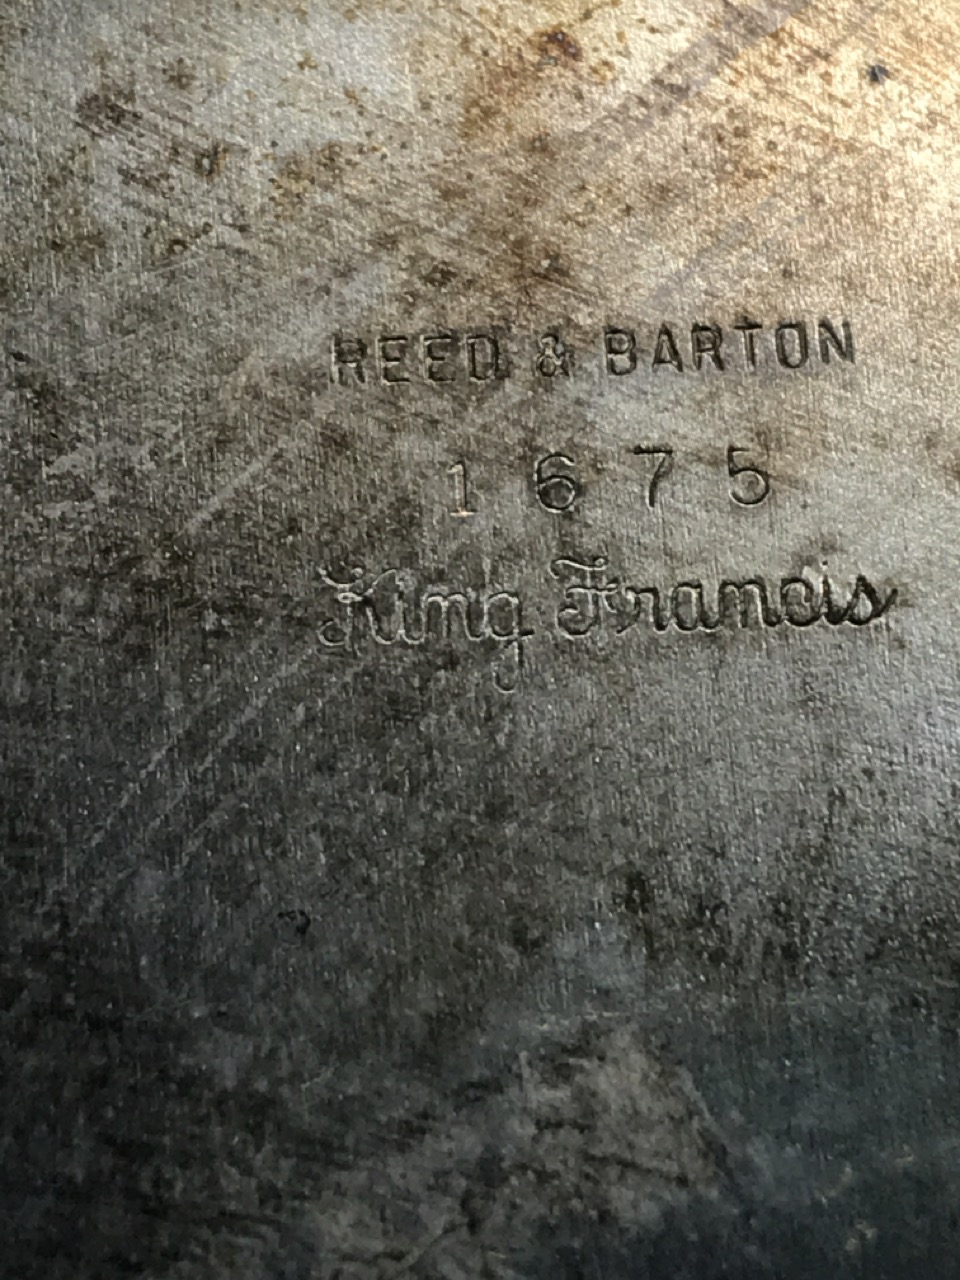 REED & BARTON
1675
King Francis